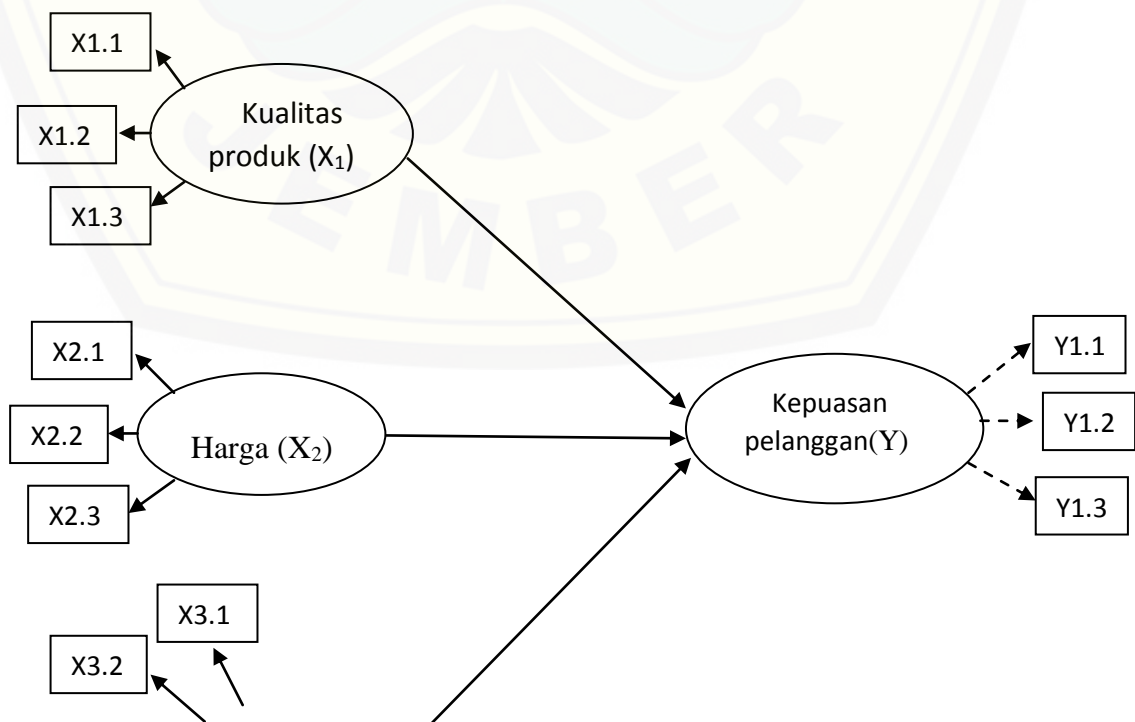 X1.1
X1.2
X1.3
Kualitas
produk (X₁)
X2.1
X2.2
X2.3
Harga (X₂)
Kepuasan
pelanggan(Y)
Y1.1
Y1.2
Y1.3
X3.1
X3.2
JEMBER